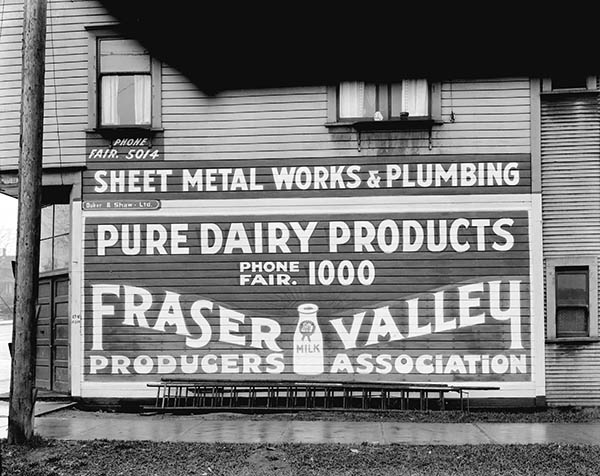 PHONE
FAIR. 5014
SHEET METAL WORKS & PLUMBING
Baker & Shaw. Ltd.
PURE DAIRY PRODUCTS
PHONE
FAIR. 1000
FRASER VALLEY
MILK
PRODUCERS ASSOCIATION